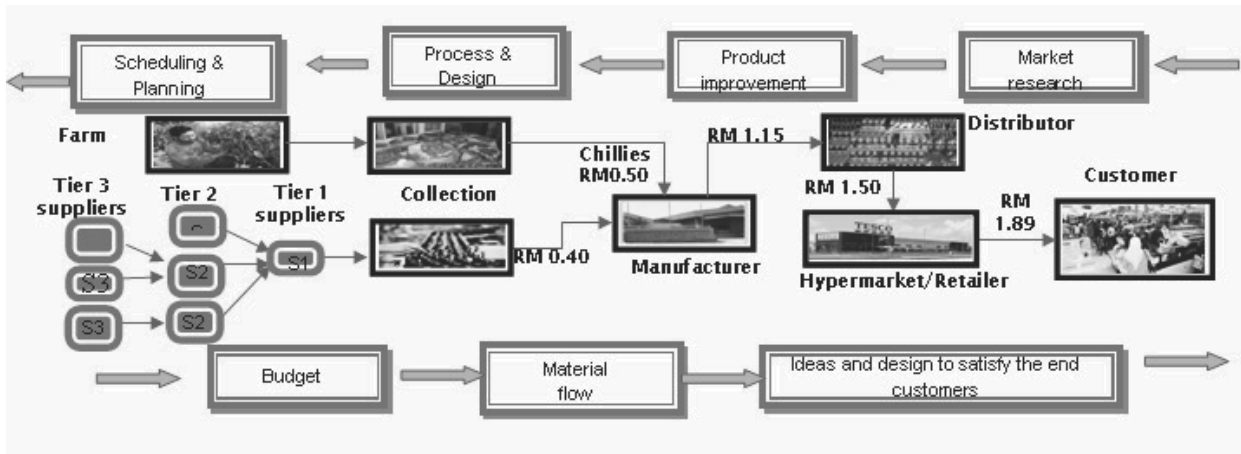 Scheduling &
Planning
Process &
Design
Product
improvement
Market
research
Farm
Chillies
RM0.50
RM 1.15
Distributor
Tier 3
suppliers
Tier 2
Tier 1
suppliers
Collection
RM 0.40
Manufacturer
RM 1.50
TESCO
Hypermarket/Retailer
RM
1.89
Customer
S1
S2
S3
S3
S2
Budget
Material
flow
Ideas and design to satisfy the end
customers